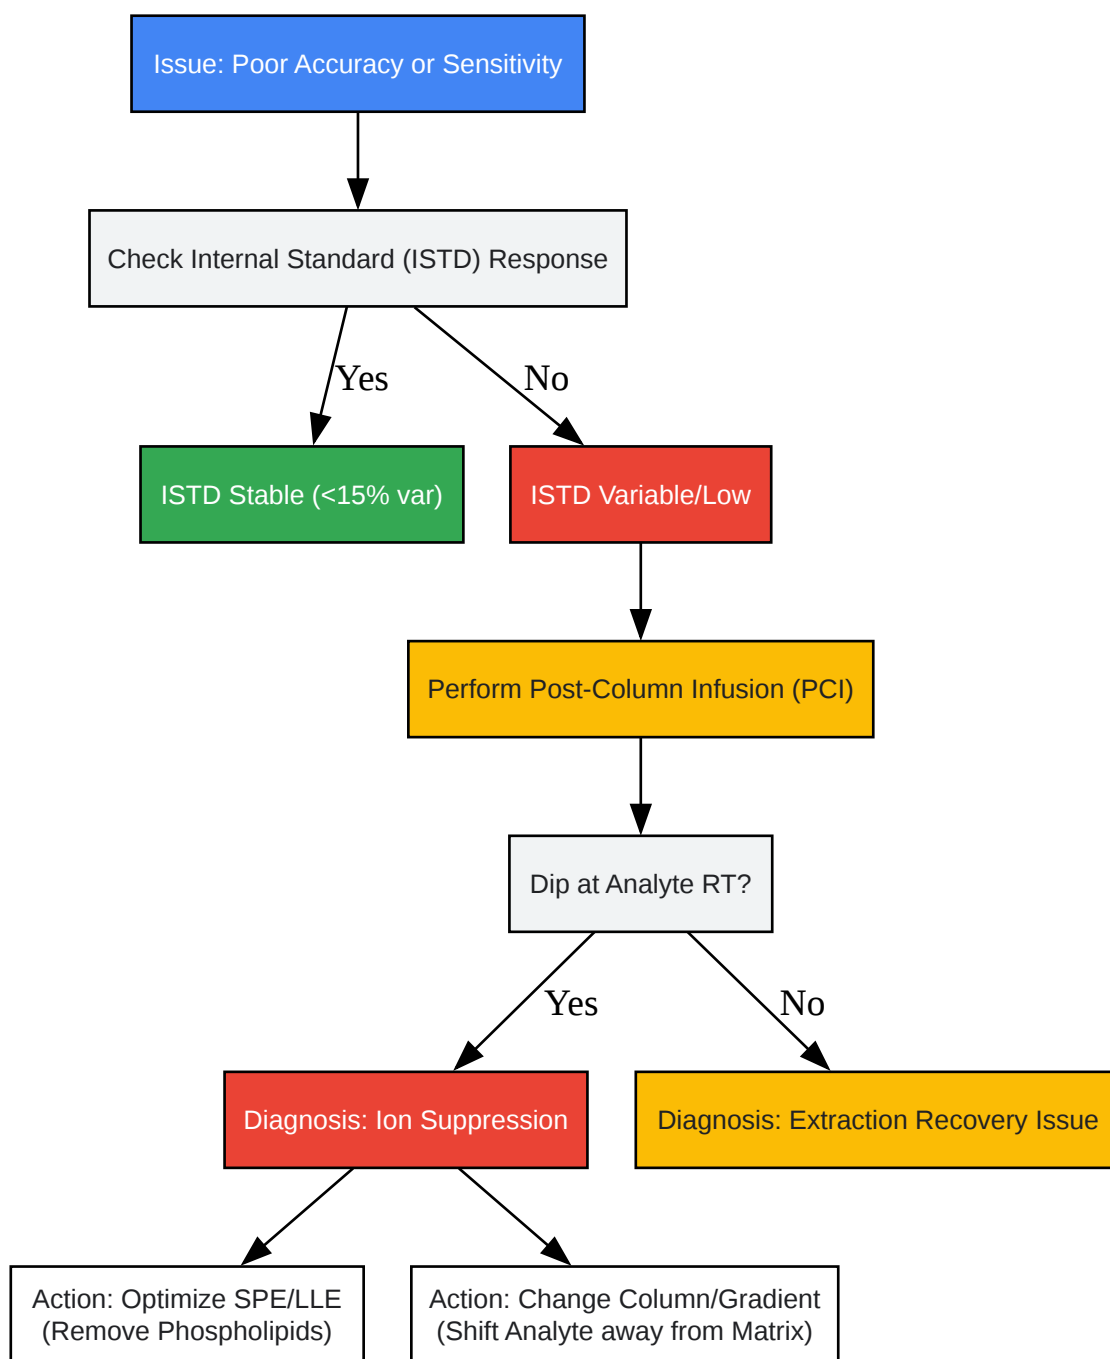 Issue: Poor Accuracy or Sensitivity
Check Internal Standard (ISTD) Response
Yes
No
ISTD Stable (<15% var)
ISTD Variable/Low
Perform Post-Column Infusion (PCI)
Dip at Analyte RT?
Yes
No
Diagnosis: Ion Suppression
Diagnosis: Extraction Recovery Issue
Action: Optimize SPE/LLE
(Remove Phospholipids)
Action: Change Column/Gradient
(Shift Analyte away from Matrix)